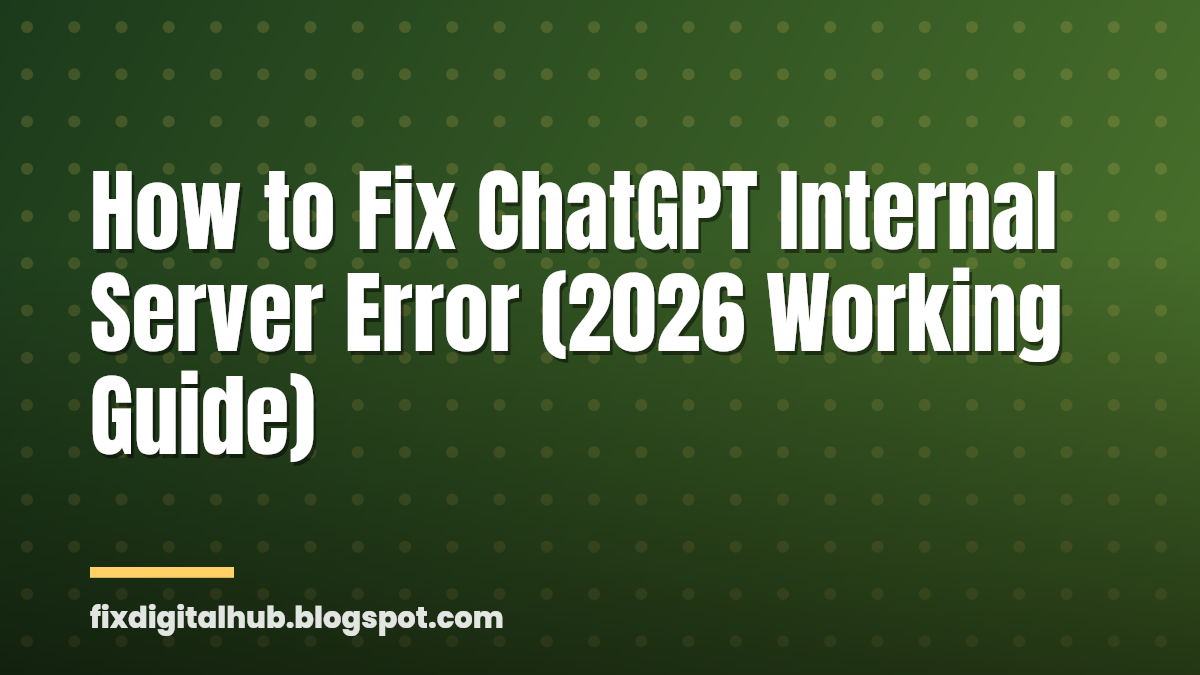 How to Fix ChatGPT Internal
Server Error (2026 Working
Guide)
fixdigitalhub.blogspot.com